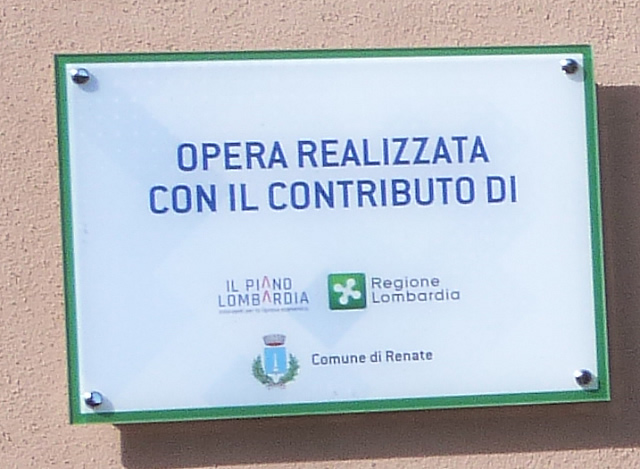 OPERA REALIZZATA
CON IL CONTRIBUTO DI
IL PIANO
LOMBARDIA
Regione
Lombardia
Comune di Renate